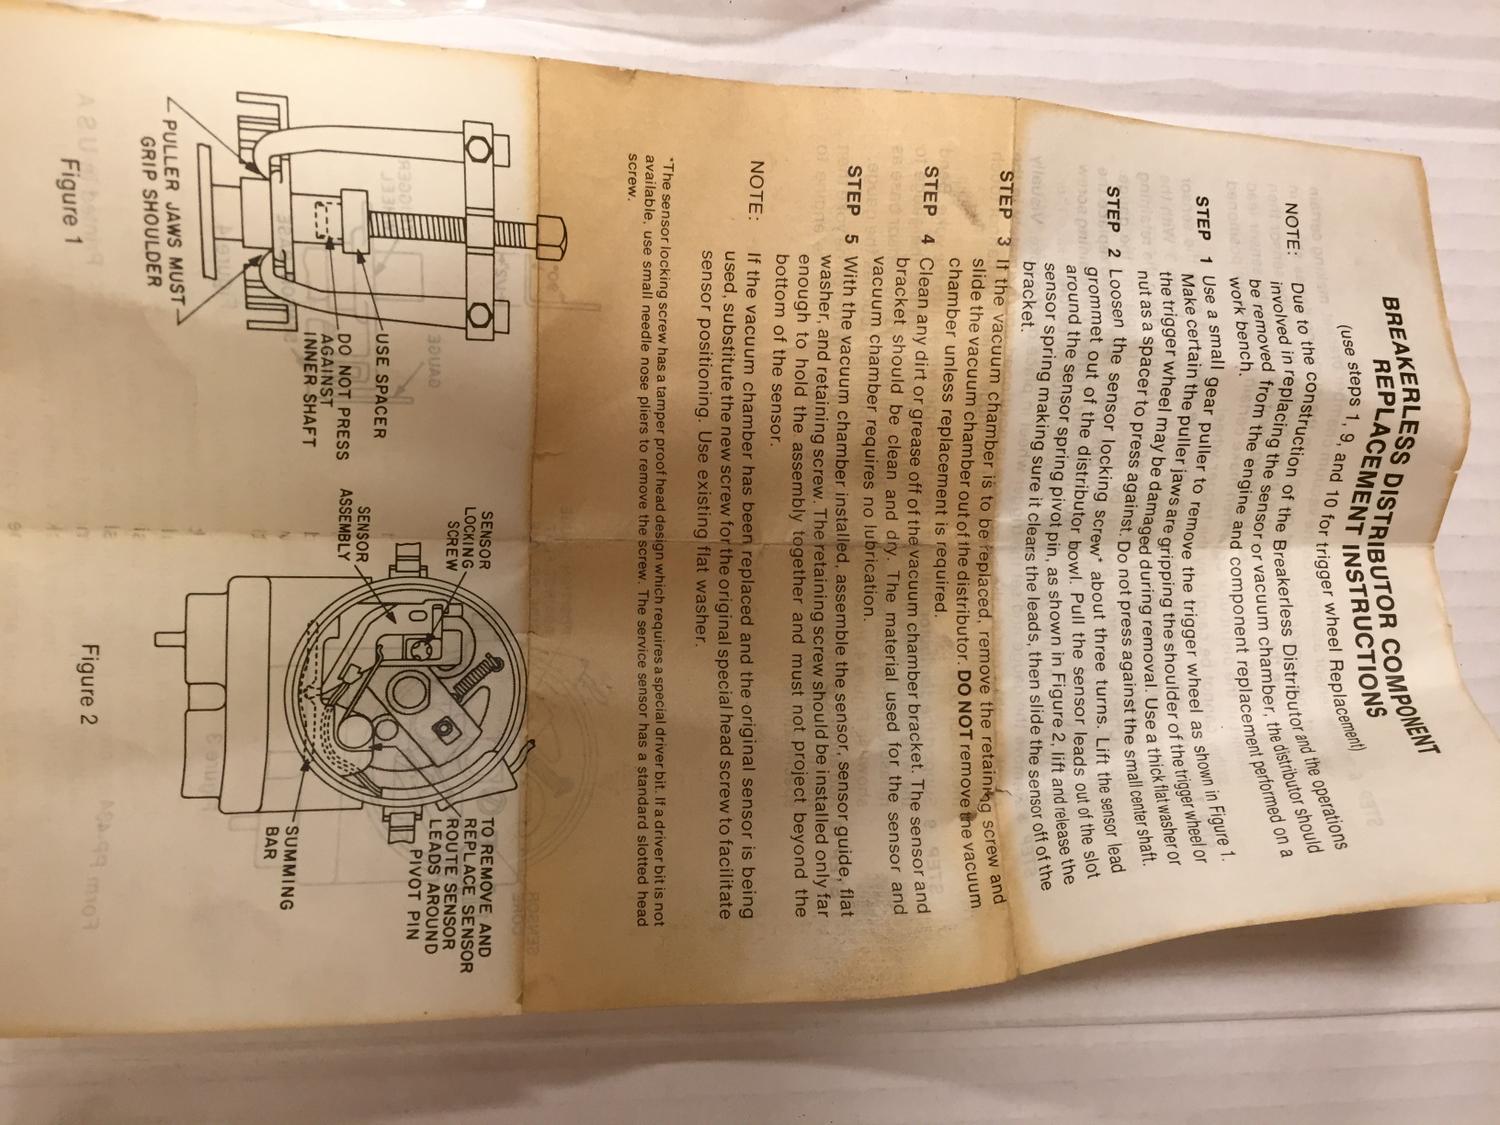 BREAKERLESS DISTRIBUTOR COMPONENT
REPLACEMENT INSTRUCTIONS
(use steps 1, 9, and 10 for trigger wheel Replacement)
NOTE: Due to the construction of the Breakerless Distributor and the operations
involved in replacing the sensor or vacuum chamber, the distributor should
be removed from the engine and component replacement performed on a
work bench.
STEP 1 Use a small gear puller to remove the trigger wheel as shown in Figure 1.
Make certain the puller jaws are gripping the shoulder of the trigger wheel or
the trigger wheel may be damaged during removal. Use a thick flat washer or
nut as a spacer to press against. Do not press against the small center shaft.
STEP 2 Loosen the sensor locking screw* about three turns. Lift the sensor lead
grommet out of the distributor bowl. Pull the sensor leads out of the slot
around the sensor spring pivot pin, as shown in Figure 2, lift and release the
sensor spring making sure it clears the leads, then slide the sensor off of the
bracket.
STEP 3 If the vacuum chamber is to be replaced, remove the retaining screw and
slide the vacuum chamber out of the distributor. DO NOT remove the vacuum
chamber unless replacement is required.
STEP 4 Clean any dirt or grease off of the vacuum chamber bracket. The sensor and
bracket should be clean and dry. The material used for the sensor and
vacuum chamber requires no lubrication.
STEP 5 With the vacuum chamber installed, assemble the sensor, sensor guide, flat
washer, and retaining screw. The retaining screw should be installed only far
enough to hold the assembly together and must not project beyond the
bottom of the sensor.
NOTE: If the vacuum chamber has been replaced and the original sensor is being
used, substitute the new screw for the original special head screw to facilitate
sensor positioning. Use existing flat washer.
*The sensor locking screw has a tamper proof head design which requires a special driver bit. If a driver bit is not
available, use small needle nose pliers to remove the screw. The service sensor has a standard slotted head
screw.
USE SPACER
DO NOT PRESS
AGAINST
INNER SHAFT
PULLER JAWS MUST
GRIP SHOULDER
Figure 1
SENSOR
LOCKING
SCREW
SENSOR
ASSEMBLY
TO REMOVE AND
REPLACE SENSOR
ROUTE SENSOR
LEADS AROUND
PIVOT PIN
SUMMING
BAR
Figure 2